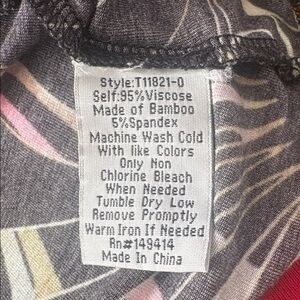 Style:T11821-0
Self:95%Viscose
Made of Bamboo
5%Spandex
Machine Wash Cold
With like Colors
Only Non
Chlorine Bleach
When Needed
Tumble Dry Low
Remove Promptly
Warm Iron If Needed
Rn#149414
Made In China